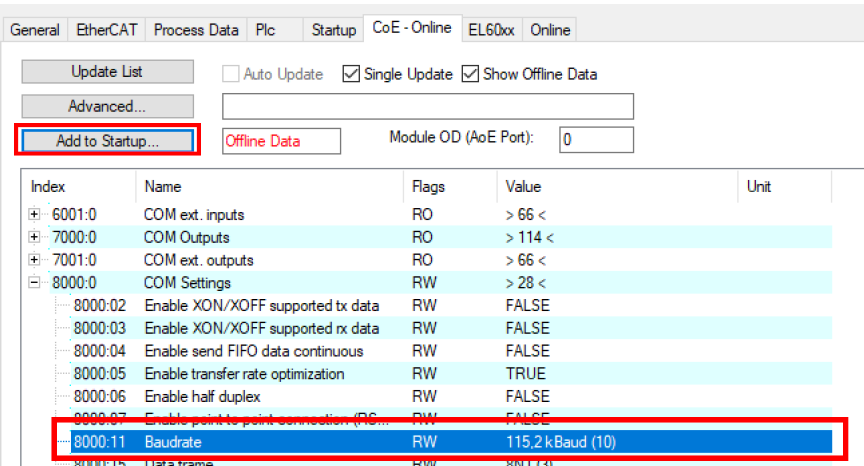 General EtherCAT Process Data Plc Startup CoE - Online EL60xx Online
Update List Auto Update Single Update Show Offline Data
Advanced...
Add to Startup... Offline Data Module OD (AoE Port): 0
Index Name Flags Value Unit
6001:0 COM ext. inputs RO > 66 <
7000:0 COM Outputs RO > 114 <
7001:0 COM ext. outputs RO > 66 <
8000:0 COM Settings RW > 28 <
8000:02 Enable XON/XOFF supported tx data RW FALSE
8000:03 Enable XON/XOFF supported rx data RW FALSE
8000:04 Enable send FIFO data continuous RW FALSE
8000:05 Enable transfer rate optimization RW TRUE
8000:06 Enable half duplex RW FALSE
8000:07 Enable point to point connection (RS... RW FALSE
8000:11 Baudrate RW 115,2 kBaud (10)
8000:15 Data frame RW 8N1 (3)